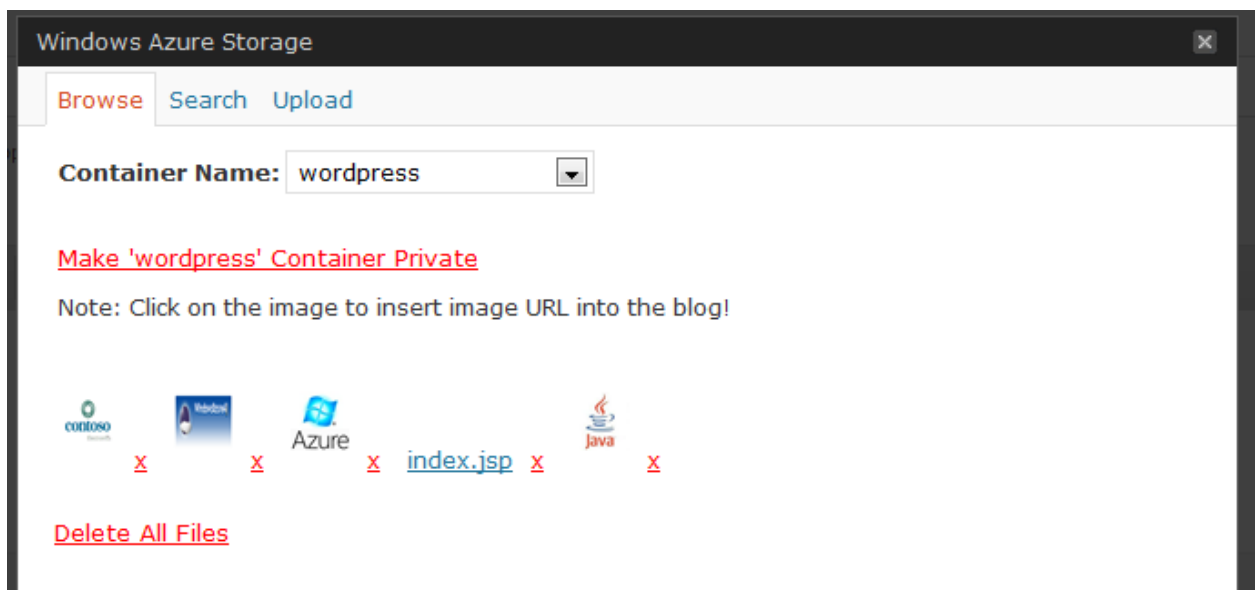 Windows Azure Storage
Browse Search Upload
Container Name: wordpress
Make 'wordpress' Container Private
Note: Click on the image to insert image URL into the blog!
contoso
Azure
Java
x x x index.jsp x x
Delete All Files